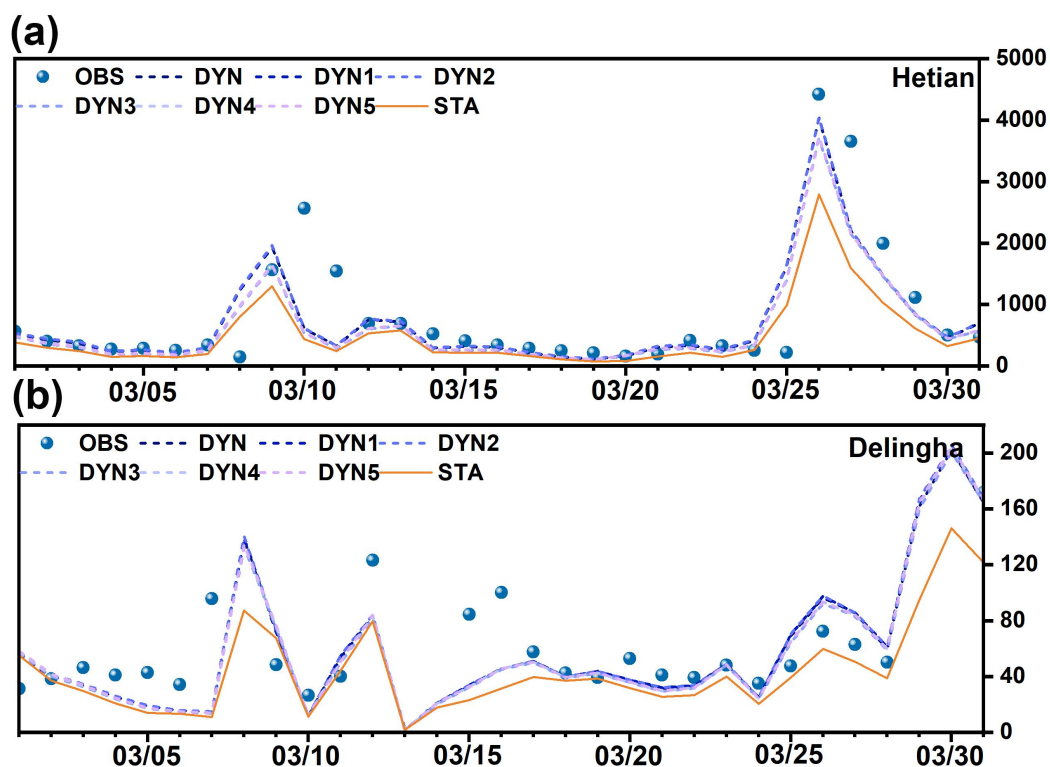 (a)
OBS DYN DYN1 DYN2 Hetian
DYN3 DYN4 DYN5 STA
5000
4000
3000
2000
1000
0
03/05 03/10 03/15 03/20 03/25 03/30
(b)
OBS DYN DYN1 DYN2 Delingha
DYN3 DYN4 DYN5 STA
200
160
120
80
40
0
03/05 03/10 03/15 03/20 03/25 03/30